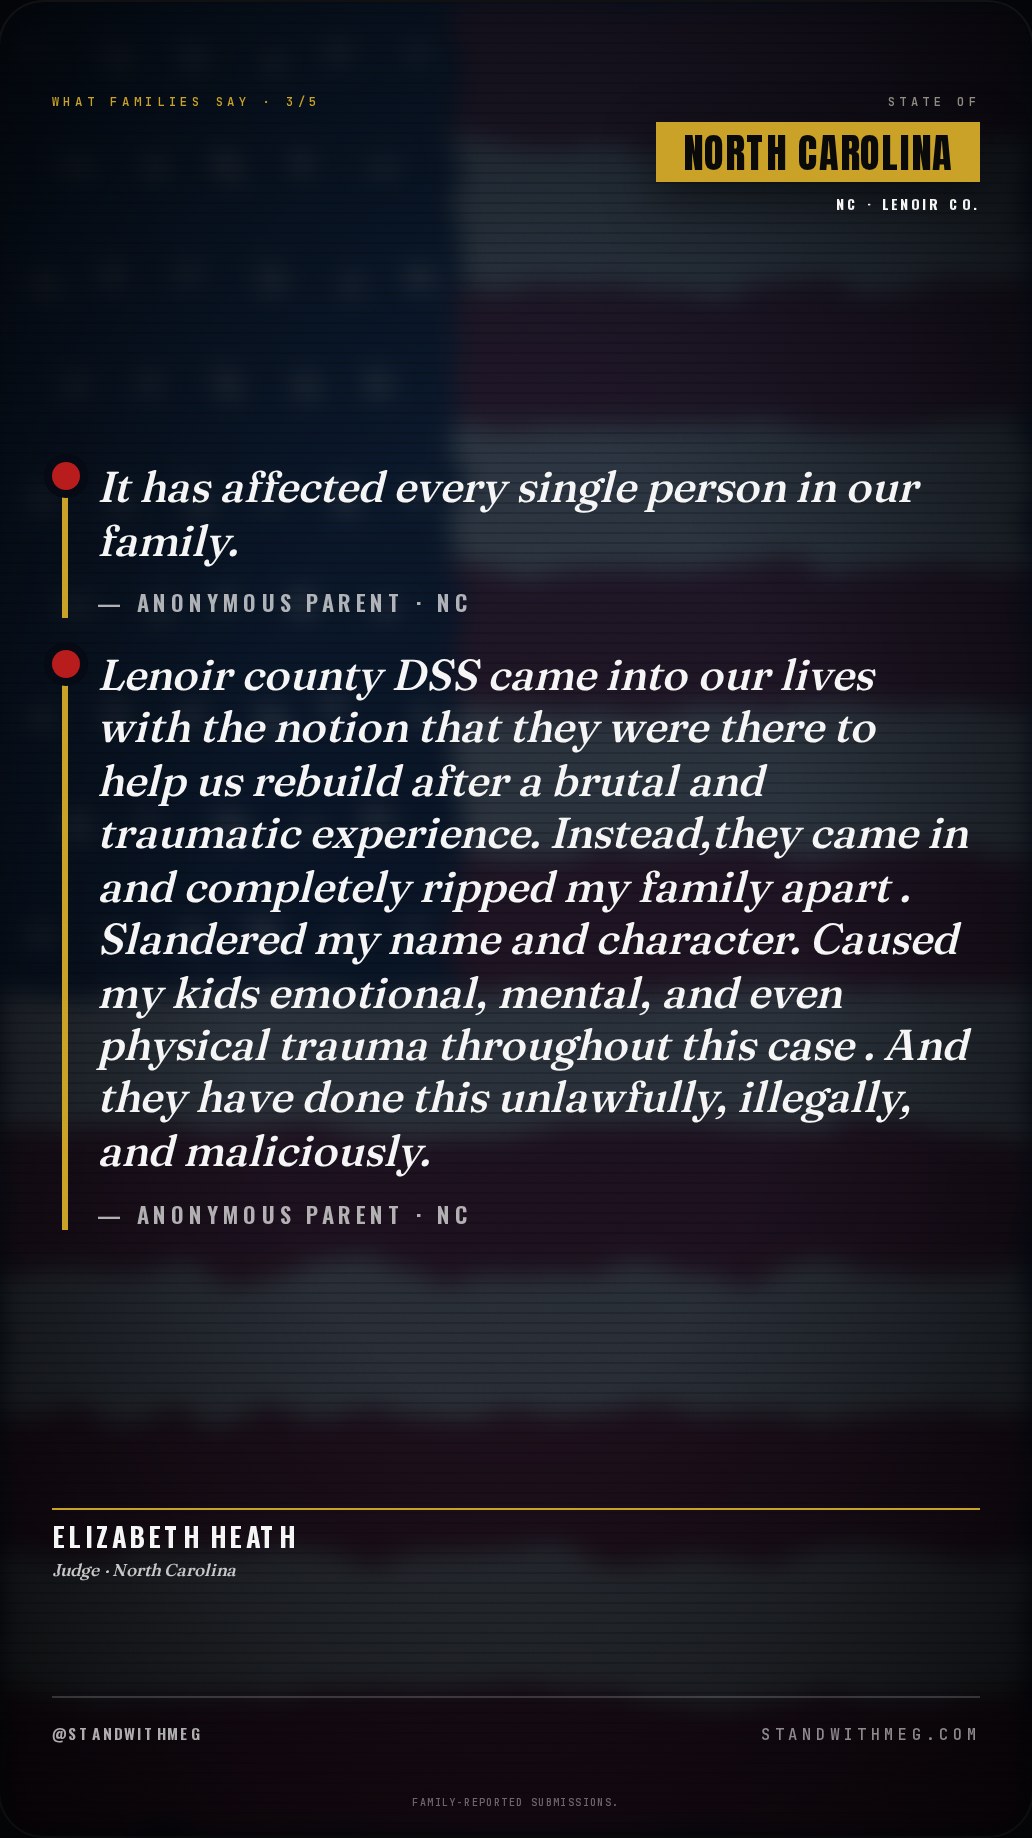 WHAT FAMILIES SAY · 3/5
STATE OF
NORTH CAROLINA
NC · LENOIR CO.
It has affected every single person in our
family.
— ANONYMOUS PARENT · NC
Lenoir county DSS came into our lives
with the notion that they were there to
help us rebuild after a brutal and
traumatic experience. Instead,they came in
and completely ripped my family apart .
Slandered my name and character. Caused
my kids emotional, mental, and even
physical trauma throughout this case . And
they have done this unlawfully, illegally,
and maliciously.
— ANONYMOUS PARENT · NC
ELIZABETH HEATH
Judge · North Carolina
@STANDWITHMEG
STANDWITHMEG.COM
FAMILY-REPORTED SUBMISSIONS.